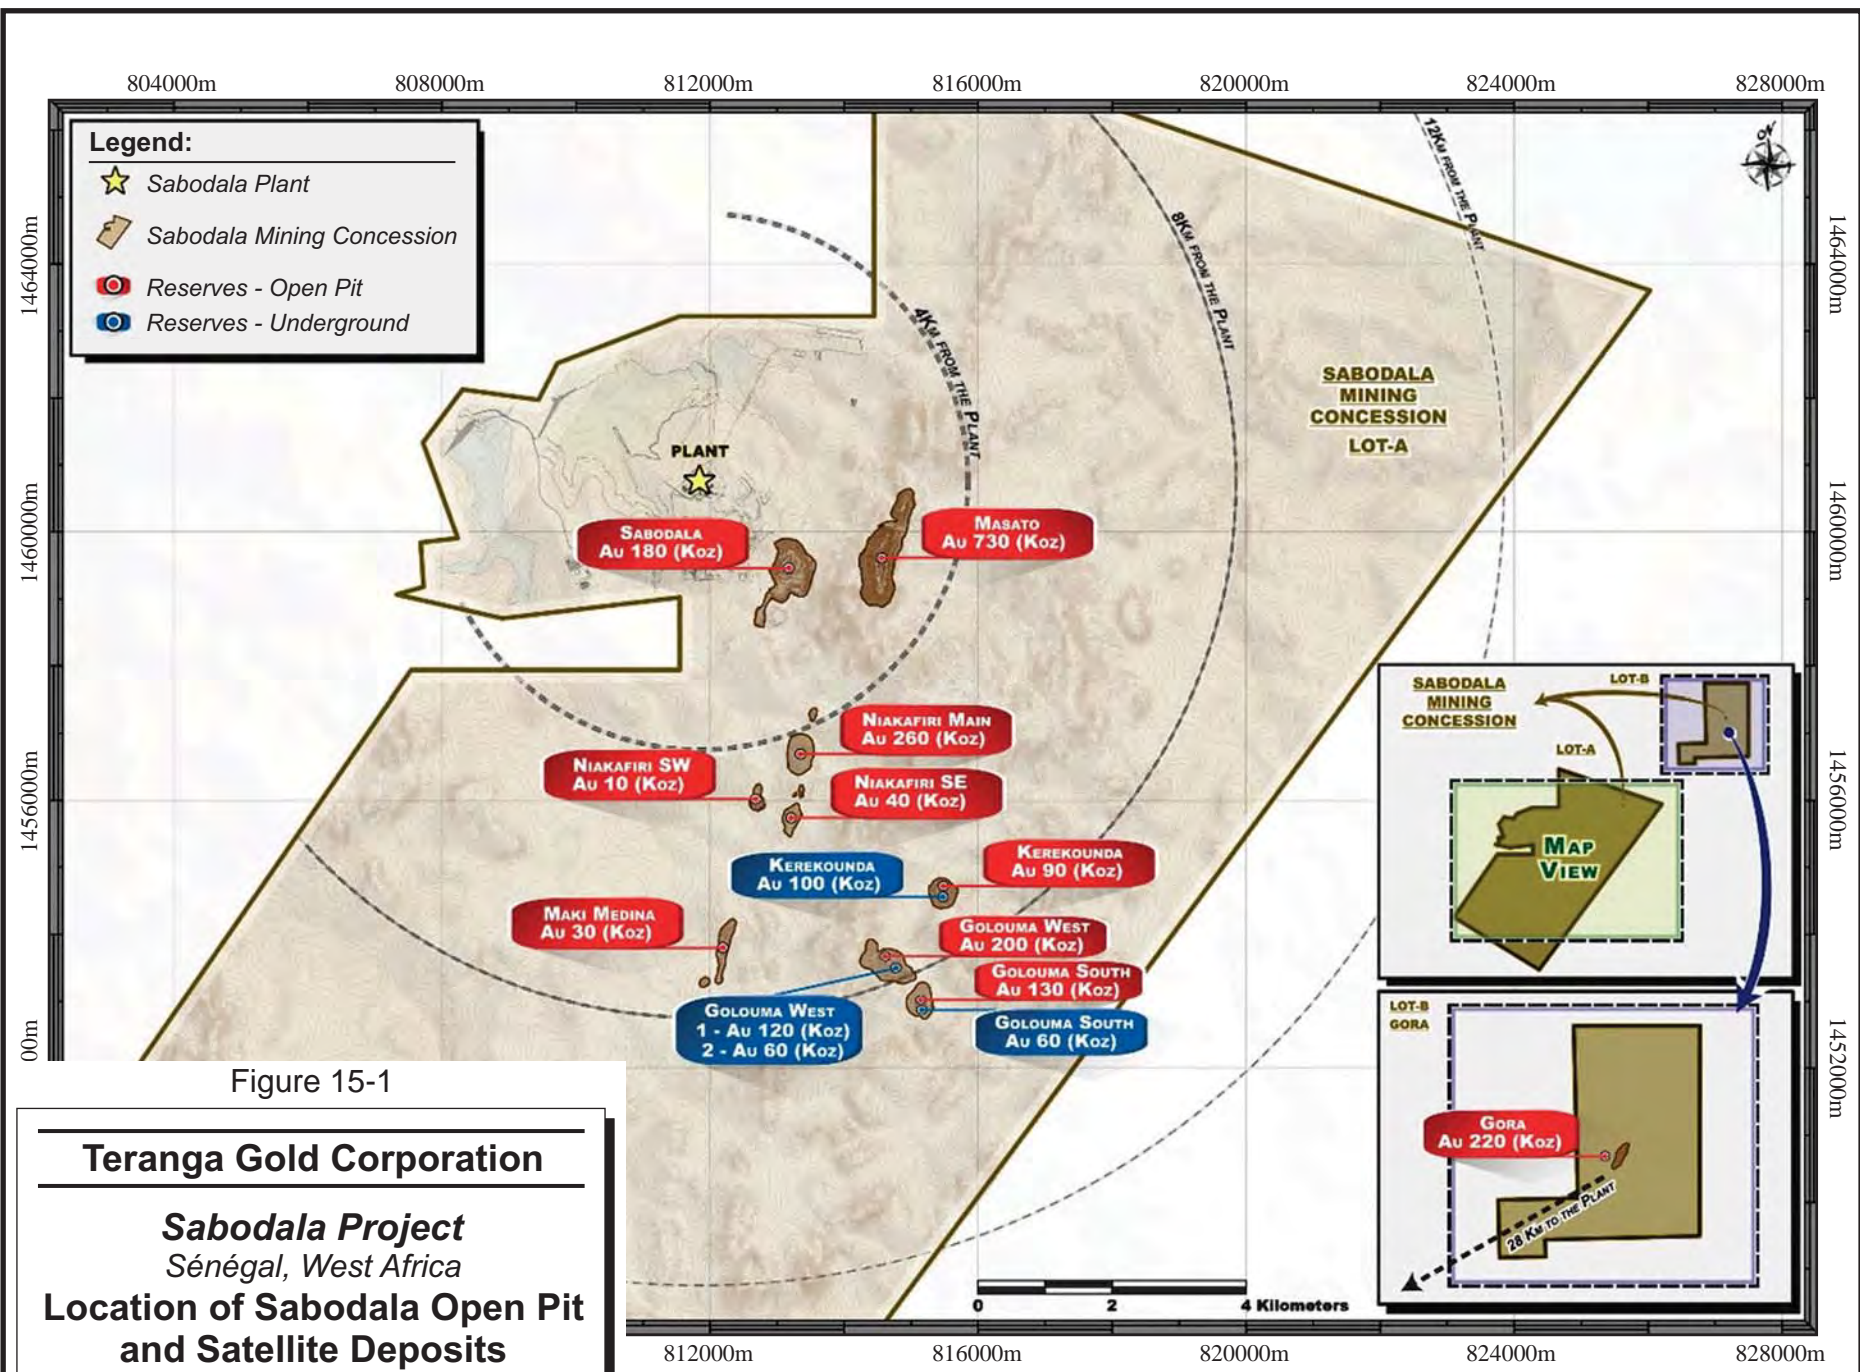 804000m 808000m 812000m 816000m 820000m 824000m 828000m
Legend:
Sabodala Plant
Sabodala Mining Concession
Reserves - Open Pit
Reserves - Underground
N
1464000m
1460000m
1456000m
00m
1464000m
1460000m
1456000m
1452000m
4Km from the Plant
8Km from the Plant
12Km from the Plant
SABODALA
MINING
CONCESSION
LOT-A
PLANT
Sabodala
Au 180 (Koz)
Masato
Au 730 (Koz)
Niakafiri Main
Au 260 (Koz)
Niakafiri SW
Au 10 (Koz)
Niakafiri SE
Au 40 (Koz)
Kerekounda
Au 100 (Koz)
Kerekounda
Au 90 (Koz)
Maki Medina
Au 30 (Koz)
Golouma West
Au 200 (Koz)
Golouma South
Au 130 (Koz)
Golouma West
1 - Au 120 (Koz)
2 - Au 60 (Koz)
Golouma South
Au 60 (Koz)
SABODALA
MINING
CONCESSION
LOT-B
LOT-A
Map
View
LOT-B
GORA
Gora
Au 220 (Koz)
28 Km to the Plant
0 2 4 Kilometers
Figure 15-1
Teranga Gold Corporation
Sabodala Project
Sénégal, West Africa
Location of Sabodala Open Pit
and Satellite Deposits
812000m 816000m 820000m 824000m 828000m